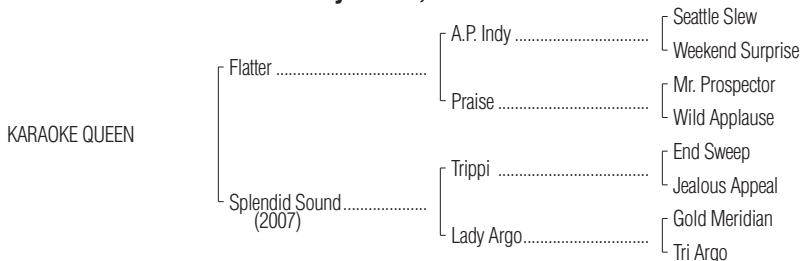 Seattle Slew
A.P. Indy ..............................
Weekend Surprise
Flatter ..................................
Mr. Prospector
Praise ..................................
Wild Applause
KARAOKE QUEEN
End Sweep
Trippi ..................................
Jealous Appeal
Splendid Sound...................
(2007)
Gold Meridian
Lady Argo............................
Tri Argo